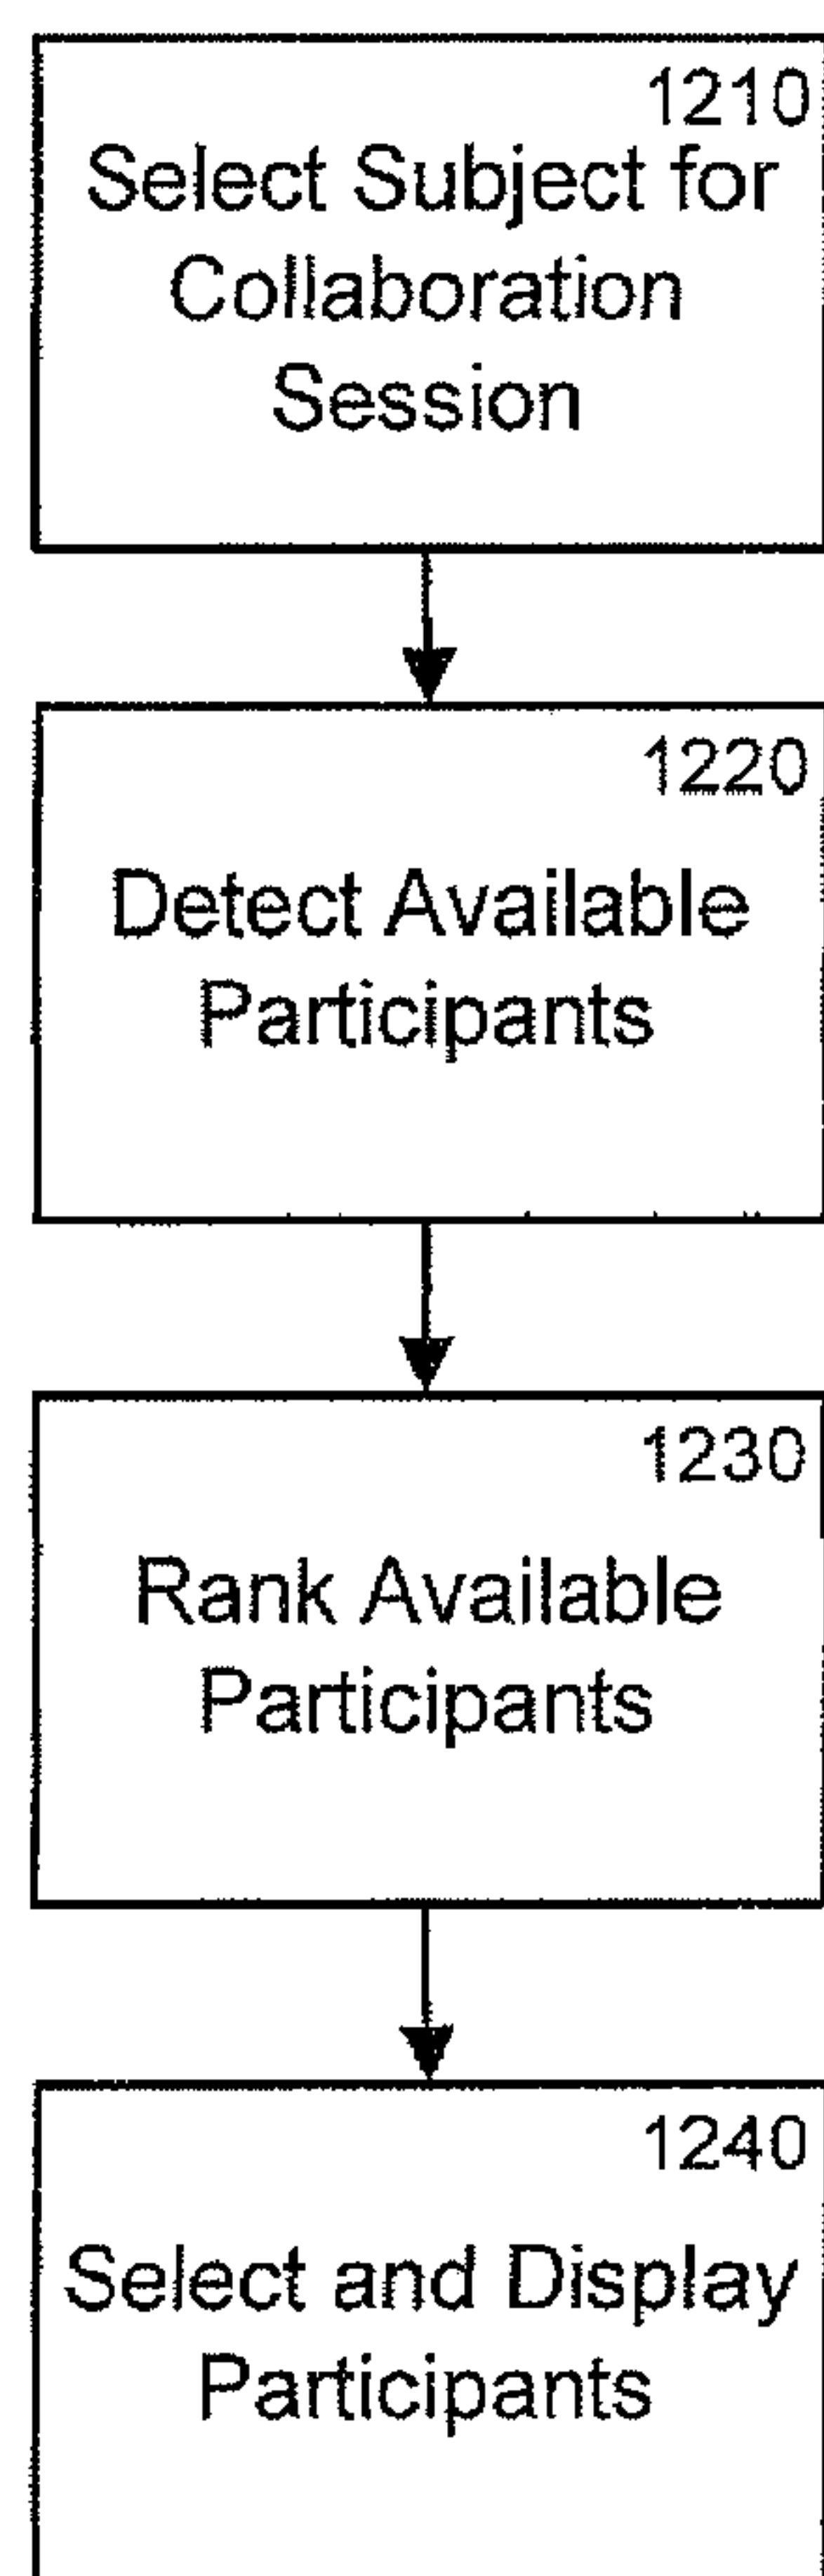 1210
Select Subject for
Collaboration
Session
1220
Detect Available
Participants
1230
Rank Available
Participants
1240
Select and Display
Participants